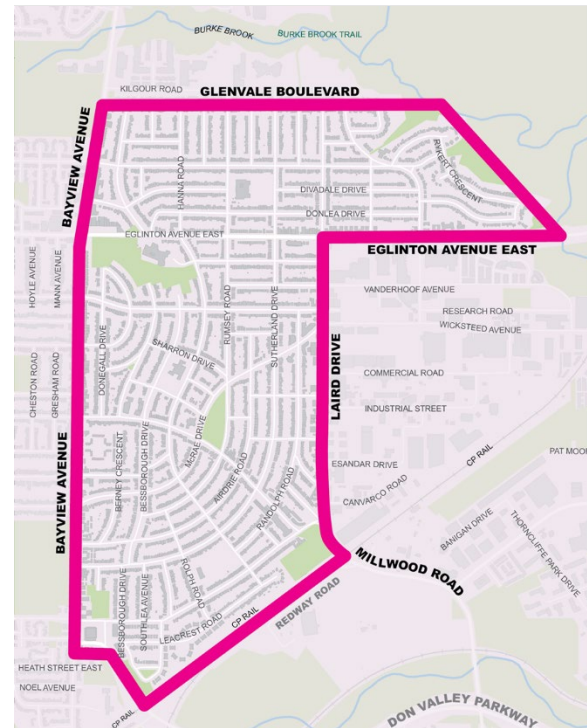 BURKE BROOK
BURKE BROOK TRAIL
KILGOUR ROAD
GLENVALE BOULEVARD
BAYVIEW AVENUE
HANNA ROAD
RYKERT CRESCENT
DIVADALE DRIVE
DONLEA DRIVE
EGLINTON AVENUE EAST
EGLINTON AVENUE EAST
HOYLE AVENUE
MANN AVENUE
VANDERHOOF AVENUE
RESEARCH ROAD
WICKSTEED AVENUE
RUMSEY ROAD
SUTHERLAND DRIVE
SHARRON DRIVE
DONEGALL DRIVE
LAIRD DRIVE
CHESTON ROAD
GRESHAM ROAD
COMMERCIAL ROAD
INDUSTRIAL STREET
McRAE DRIVE
BERNEY CRESCENT
BESSBOROUGH DRIVE
AIRDRIE ROAD
RANDOLPH ROAD
ESANDAR DRIVE
CP RAIL
PAT MOOR
CANVARCO ROAD
BAYVIEW AVENUE
BANIGAN DRIVE
THORNCLIFFE PARK DRIVE
MILLWOOD ROAD
ROLPH ROAD
REDWAY ROAD
BESSBOROUGH DRIVE
SOUTHLEA AVENUE
LEACREST ROAD
CP RAIL
HEATH STREET EAST
NOEL AVENUE
CP RAIL
DON VALLEY PARKWAY